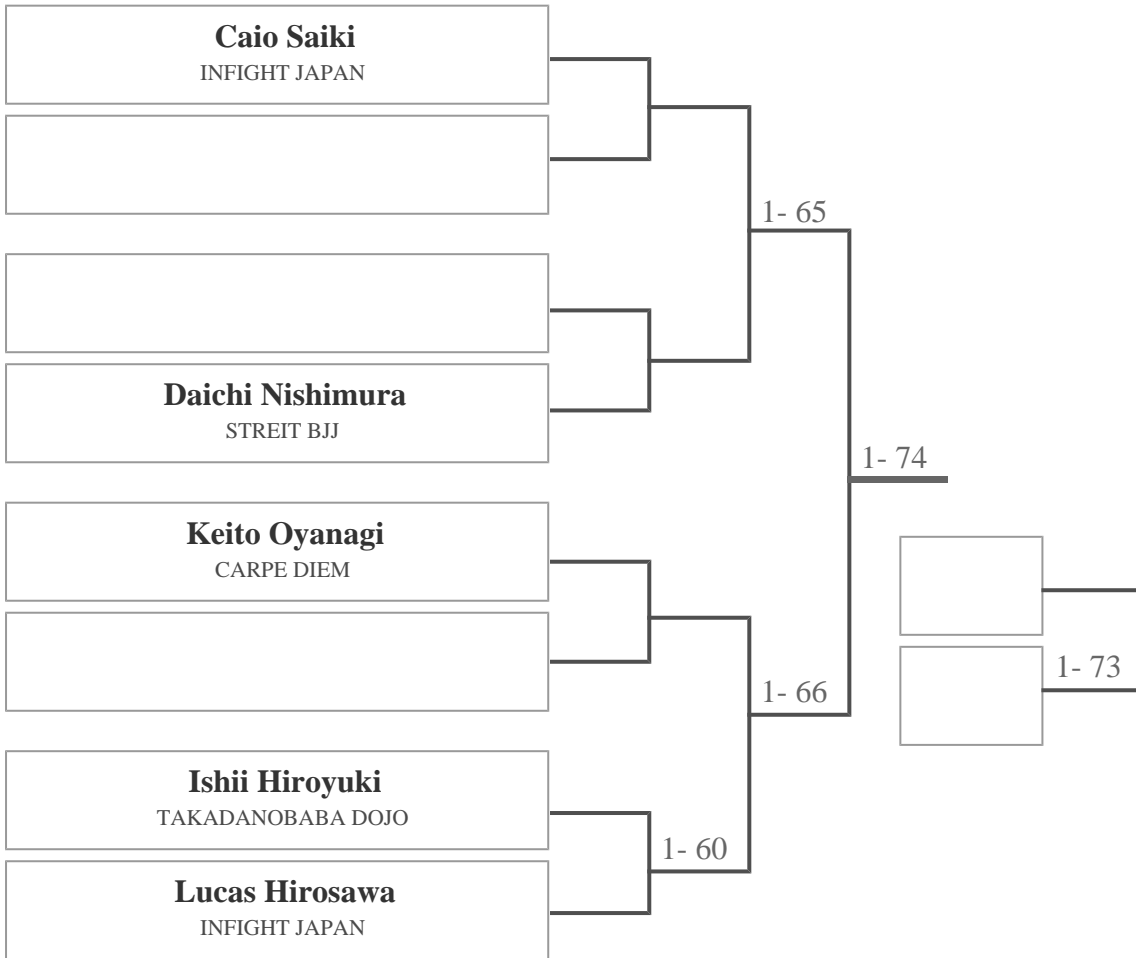 Caio Saiki
INFIGHT JAPAN
1- 65
Daichi Nishimura
STREIT BJJ
1- 74
Keito Oyanagi
CARPE DIEM
1- 73
1- 66
Ishii Hiroyuki
TAKADANOBABA DOJO
1- 60
Lucas Hirosawa
INFIGHT JAPAN